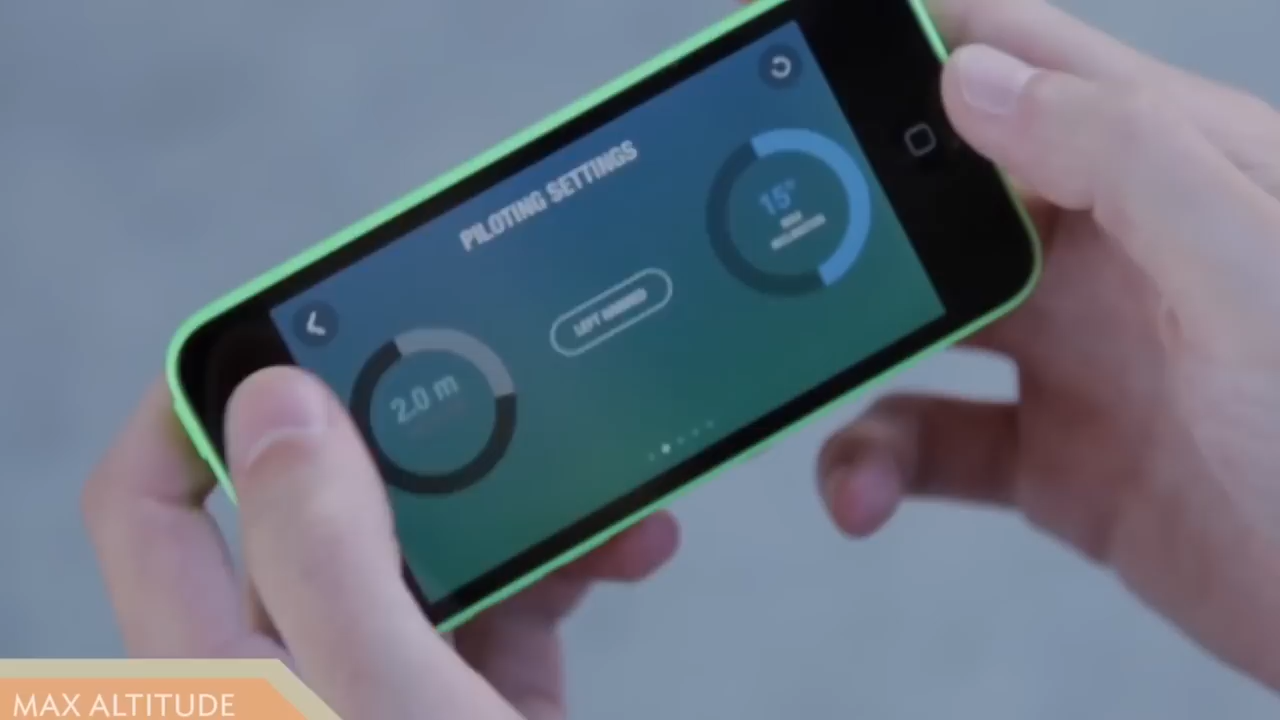 PILOTING SETTINGS
15°
LEFT HANDED
2.0 m
MAX ALTITUDE